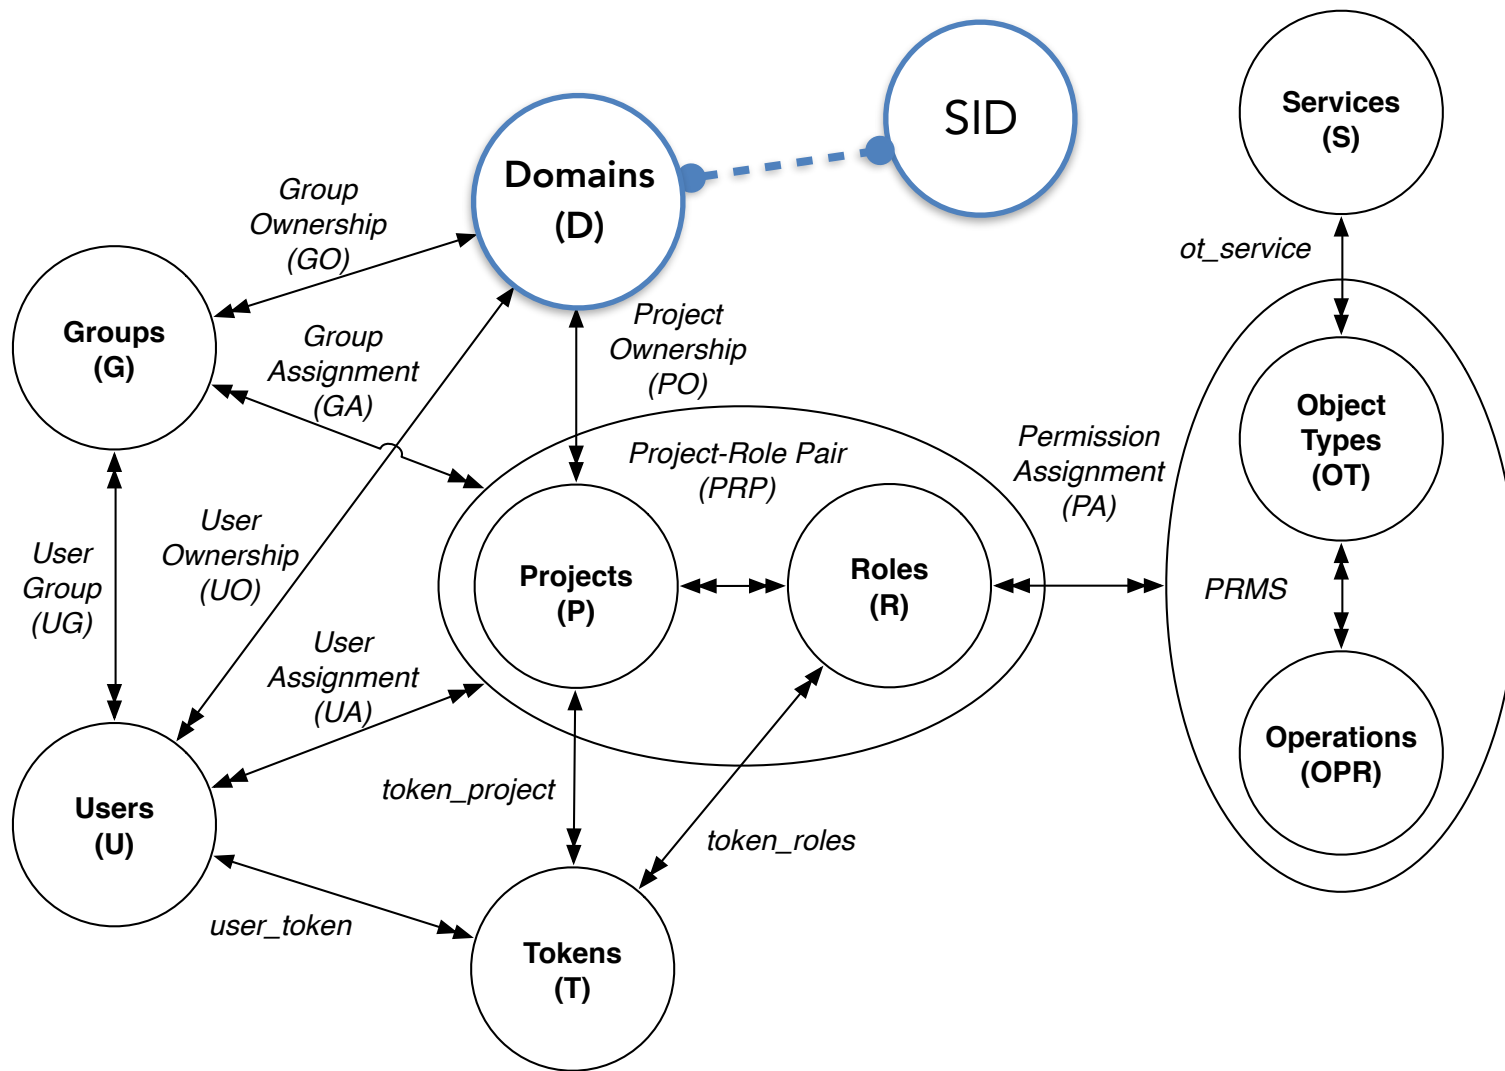 SID
Services
(S)
Domains
(D)
Group
Ownership
(GO)
ot_service
Groups
(G)
Group
Assignment
(GA)
Project
Ownership
(PO)
Object
Types
(OT)
Permission
Assignment
(PA)
Project-Role Pair
(PRP)
User
Group
(UG)
User
Ownership
(UO)
Projects
(P)
Roles
(R)
PRMS
User
Assignment
(UA)
Operations
(OPR)
Users
(U)
token_project
token_roles
user_token
Tokens
(T)